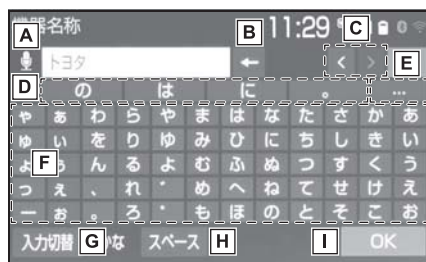 機器名称 11:29
A B C
トヨタ ← < > E
D の は に 。 ...
ゃ ぁ わ ら や ま は な た さ か あ
ゅ ぃ を り ゆ み ひ に ち し き い
ょ F ん る よ む ふ ぬ つ す く う
っ ぇ 、 れ ゛ め へ ね て せ け え
ー ぉ 。 ろ ゜ も ほ の と そ こ お
入力切替 G な スペース H I OK